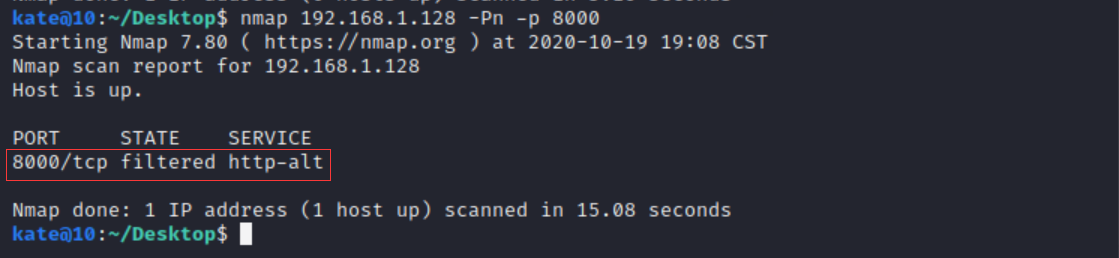 kate@10:~/Desktop$ nmap 192.168.1.128 -Pn -p 8000
Starting Nmap 7.80 ( https://nmap.org ) at 2020-10-19 19:08 CST
Nmap scan report for 192.168.1.128
Host is up.
PORT     STATE    SERVICE
8000/tcp filtered http-alt
Nmap done: 1 IP address (1 host up) scanned in 15.08 seconds
kate@10:~/Desktop$